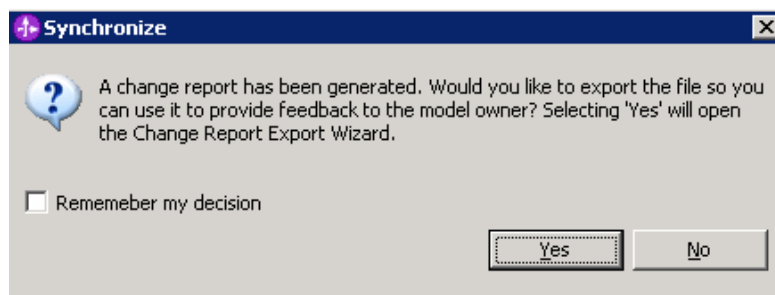 Synchronize
A change report has been generated. Would you like to export the file so you
can use it to provide feedback to the model owner? Selecting 'Yes' will open
the Change Report Export Wizard.
Rememeber my decision
Yes
No